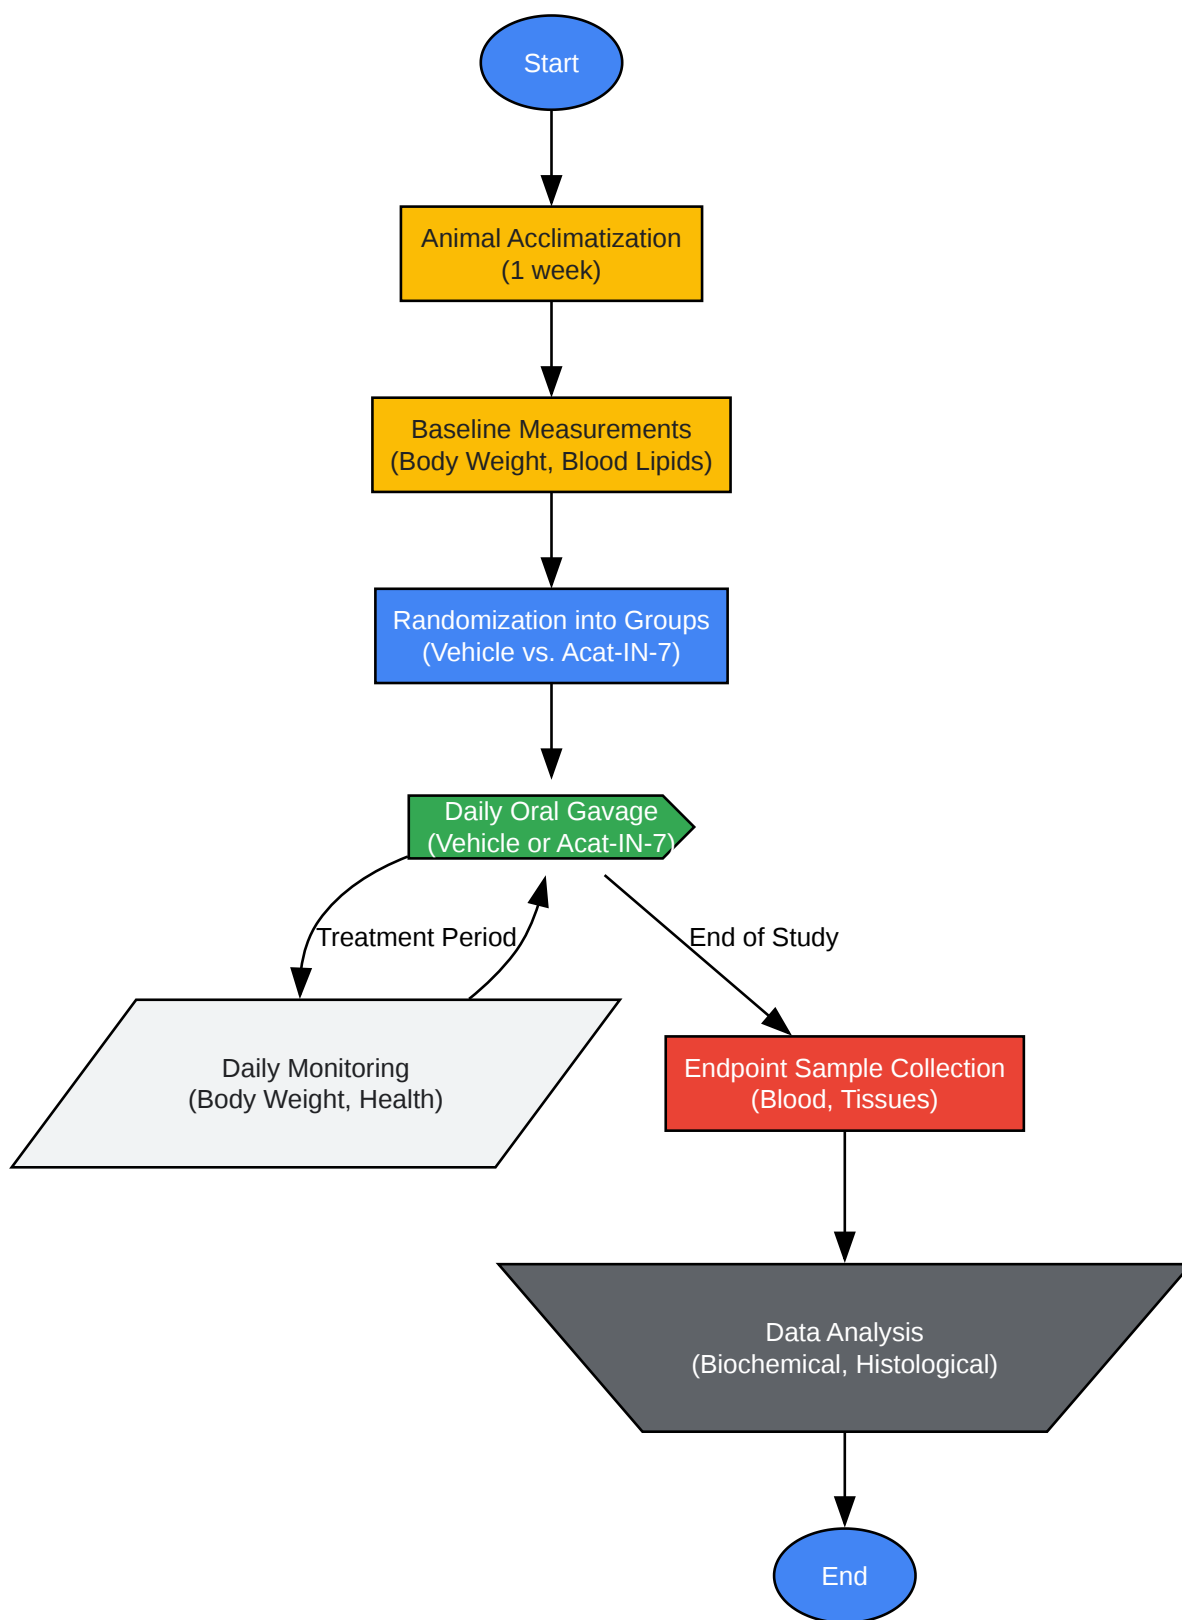 Start
Animal Acclimatization
(1 week)
Baseline Measurements
(Body Weight, Blood Lipids)
Randomization into Groups
(Vehicle vs. Acat-IN-7)
Daily Oral Gavage
(Vehicle or Acat-IN-7)
Treatment Period
End of Study
Daily Monitoring
(Body Weight, Health)
Endpoint Sample Collection
(Blood, Tissues)
Data Analysis
(Biochemical, Histological)
End